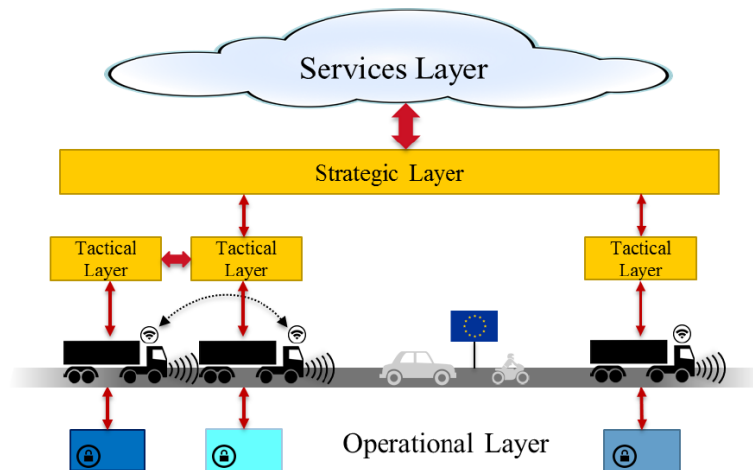 Services Layer
Strategic Layer
Tactical
Layer
Tactical
Layer
Tactical
Layer
Operational Layer